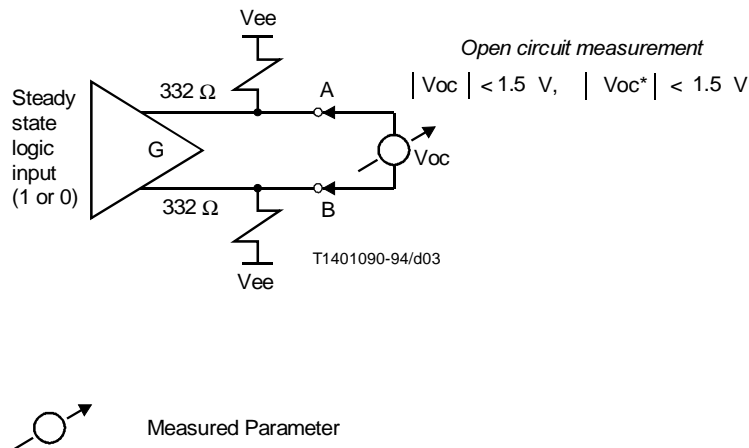 Vee
Open circuit measurement
332 Ω
A
| Voc | < 1.5 V, | Voc* | < 1.5 V
Steady
state
logic
input
(1 or 0)
G
Voc
332 Ω
B
T1401090-94/d03
Vee
Measured Parameter